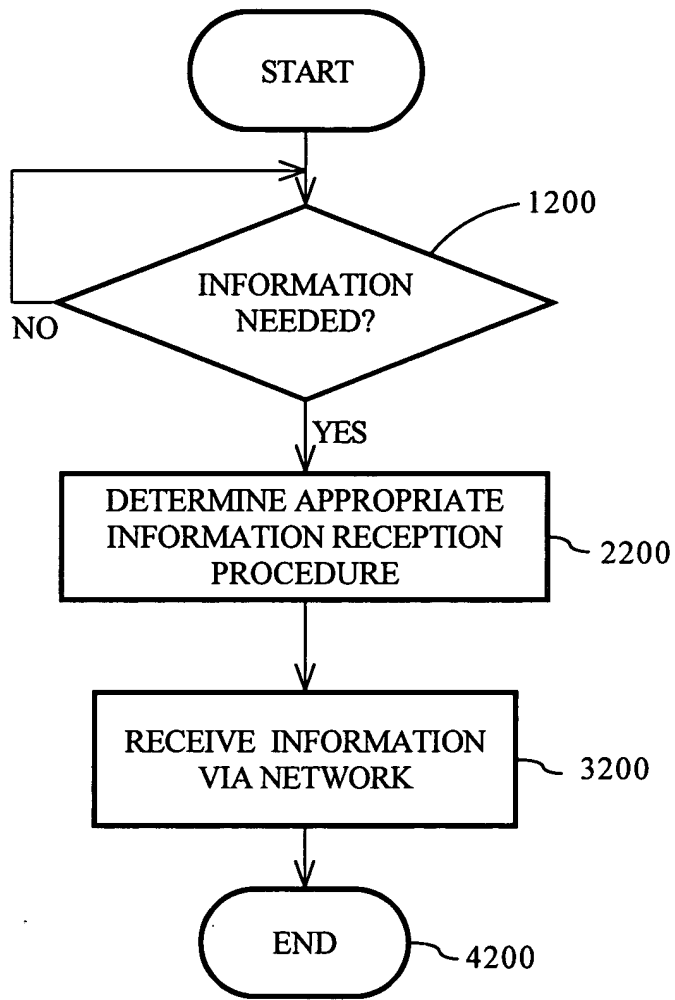 START
1200
INFORMATION
NEEDED?
NO
YES
DETERMINE APPROPRIATE
INFORMATION RECEPTION
PROCEDURE
2200
RECEIVE INFORMATION
VIA NETWORK
3200
END
4200